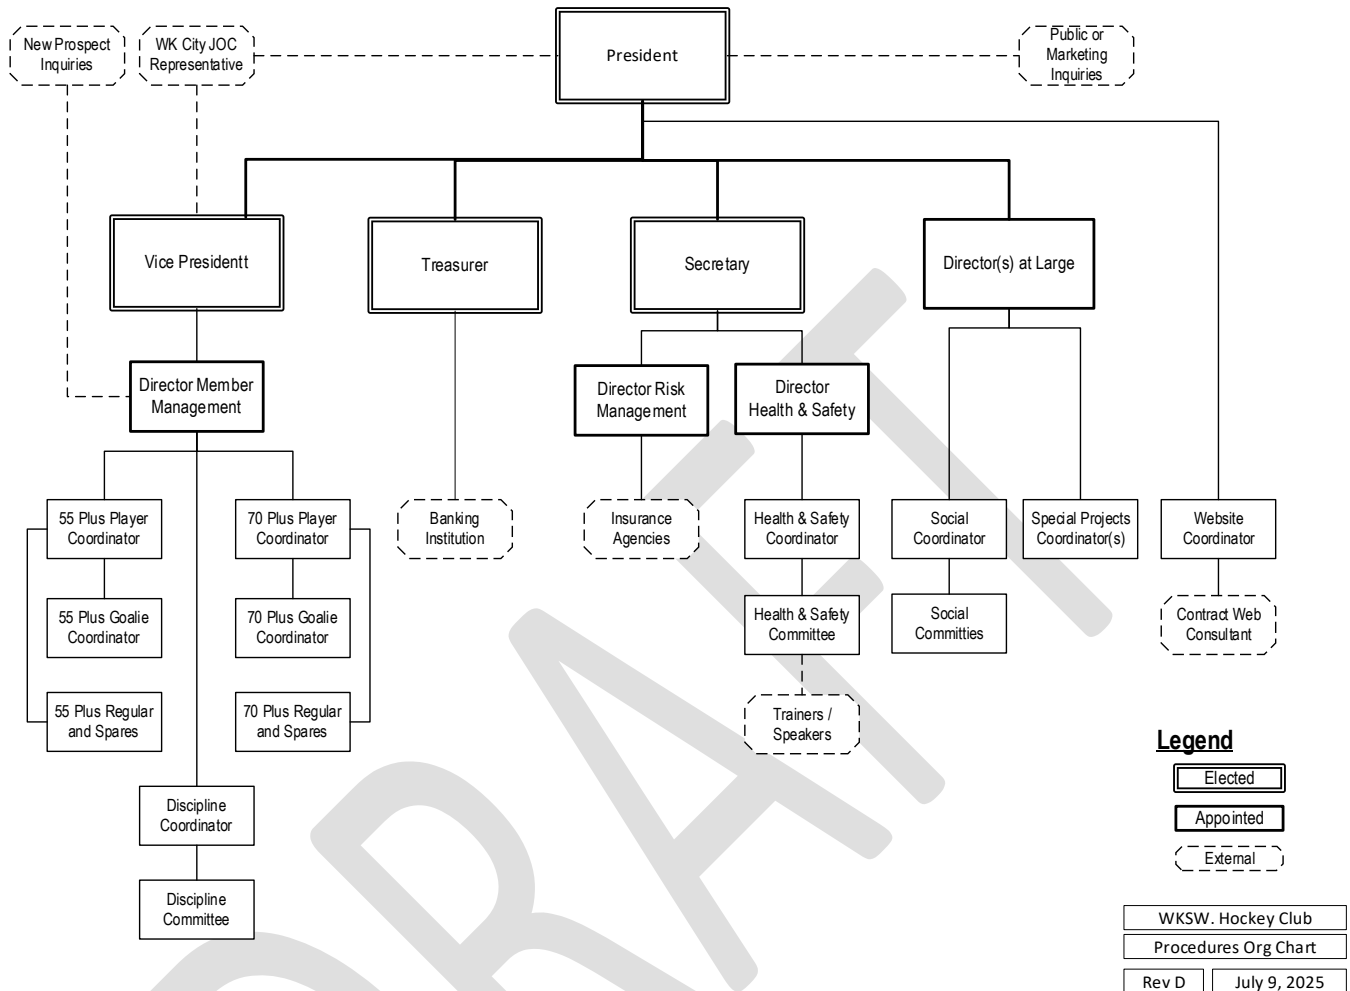 New Prospect
Inquiries
WK City JOC
Representative
President
Public or
Marketing
Inquiries
Vice Presidentt
Treasurer
Secretary
Director(s) at Large
Director Member
Management
Director Risk
Management
Director
Health & Safety
55 Plus Player
Coordinator
70 Plus Player
Coordinator
Banking
Institution
Insurance
Agencies
Health & Safety
Coordinator
Social
Coordinator
Special Projects
Coordinator(s)
Website
Coordinator
55 Plus Goalie
Coordinator
70 Plus Goalie
Coordinator
Health & Safety
Committee
Social
Committies
Contract Web
Consultant
55 Plus Regular
and Spares
70 Plus Regular
and Spares
Trainers /
Speakers
Discipline
Coordinator
Discipline
Committee
Legend
Elected
Appointed
External
WKSW. Hockey Club
Procedures Org Chart
Rev D
July 9, 2025
DRAFT